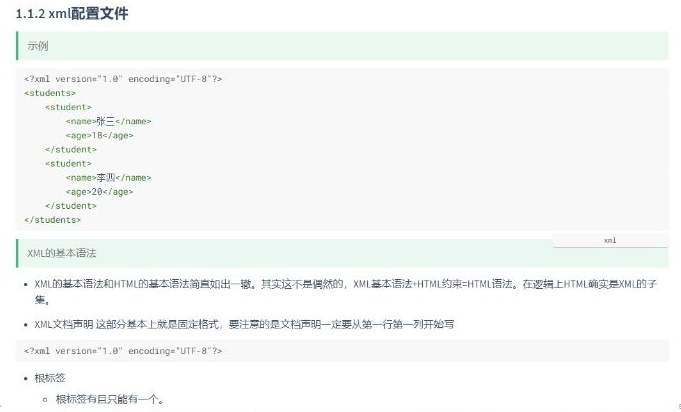 1.1.2 xml配置文件
示例
<?xml version="1.0" encoding="UTF-8"?>
<students>
    <student>
        <name>张三</name>
        <age>18</age>
    </student>
    <student>
        <name>李四</name>
        <age>20</age>
    </student>
</students>
xml
XML的基本语法
• XML的基本语法和HTML的基本语法简直如出一辙。其实这不是偶然的，XML基本语法+HTML约束=HTML语法。在逻辑上HTML确实是XML的子
集。
• XML文档声明 这部分基本上就是固定格式，要注意的是文档声明一定要从第一行第一列开始写
<?xml version="1.0" encoding="UTF-8"?>
• 根标签
◦ 根标签有且只能有一个。